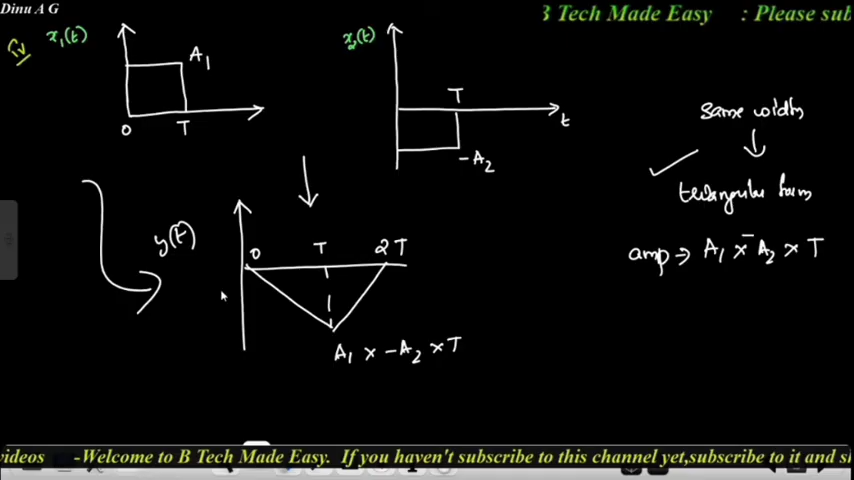 Dinu A G
B Tech Made Easy : Please sub
iv
x₁(t)
A₁
0
T
x₂(t)
T
t
-A₂
same width
triangular form
amp → A₁ x -A₂ x T
y(t)
0
T
2T
A₁ x -A₂ x T
videos -Welcome to B Tech Made Easy. If you haven't subscribe to this channel yet,subscribe to it and sh